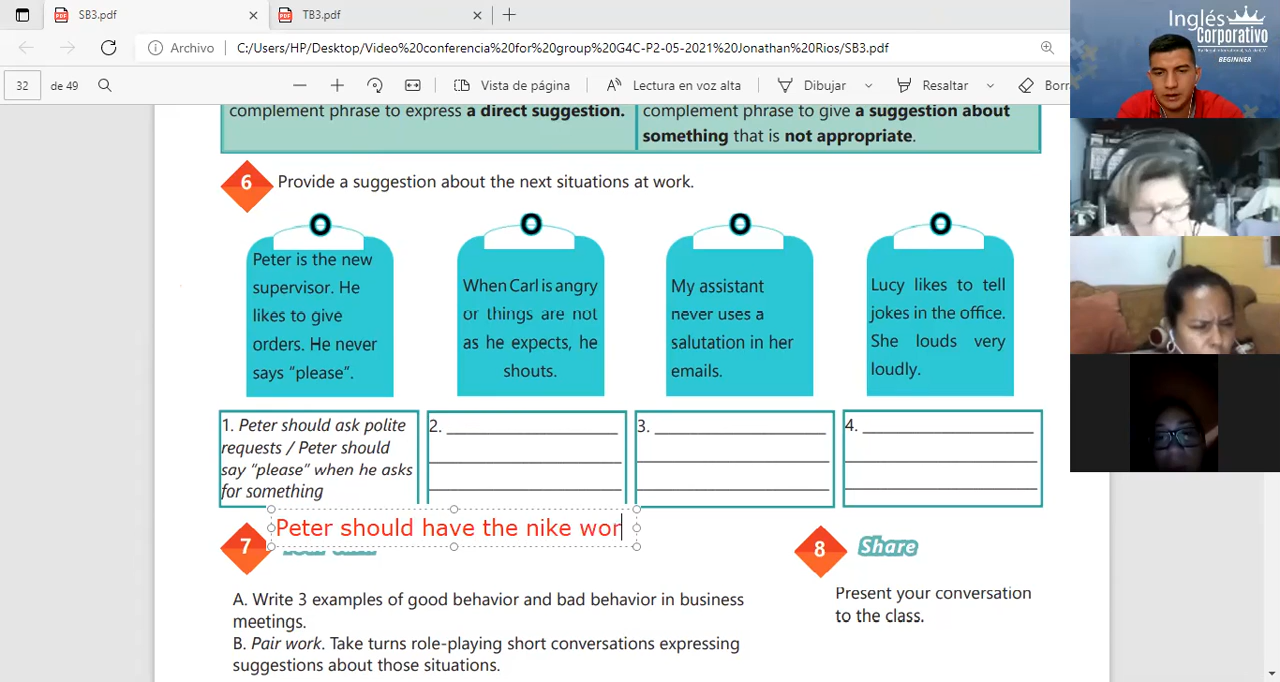 SB3.pdf
TB3.pdf
Archivo
C:/Users/HP/Desktop/Video%20conferencia%20for%20group%20G4C-P2-05-2021%20Jonathan%20Rios/SB3.pdf
32 de 49
Vista de página
Lectura en voz alta
Dibujar
Resaltar
Borr
Inglés
Corporativo
BEGINNER
complement phrase to express a direct suggestion.
complement phrase to give a suggestion about
something that is not appropriate.
6 Provide a suggestion about the next situations at work.
Peter is the new
supervisor. He
likes to give
orders. He never
says “please”.
When Carl is angry
or things are not
as he expects, he
shouts.
My assistant
never uses a
salutation in her
emails.
Lucy likes to tell
jokes in the office.
She louds very
loudly.
1. Peter should ask polite
requests / Peter should
say “please” when he asks
for something
2.
3.
4.
Peter should have the nike wor
7
A. Write 3 examples of good behavior and bad behavior in business
meetings.
B. Pair work. Take turns role-playing short conversations expressing
suggestions about those situations.
8 Share
Present your conversation
to the class.